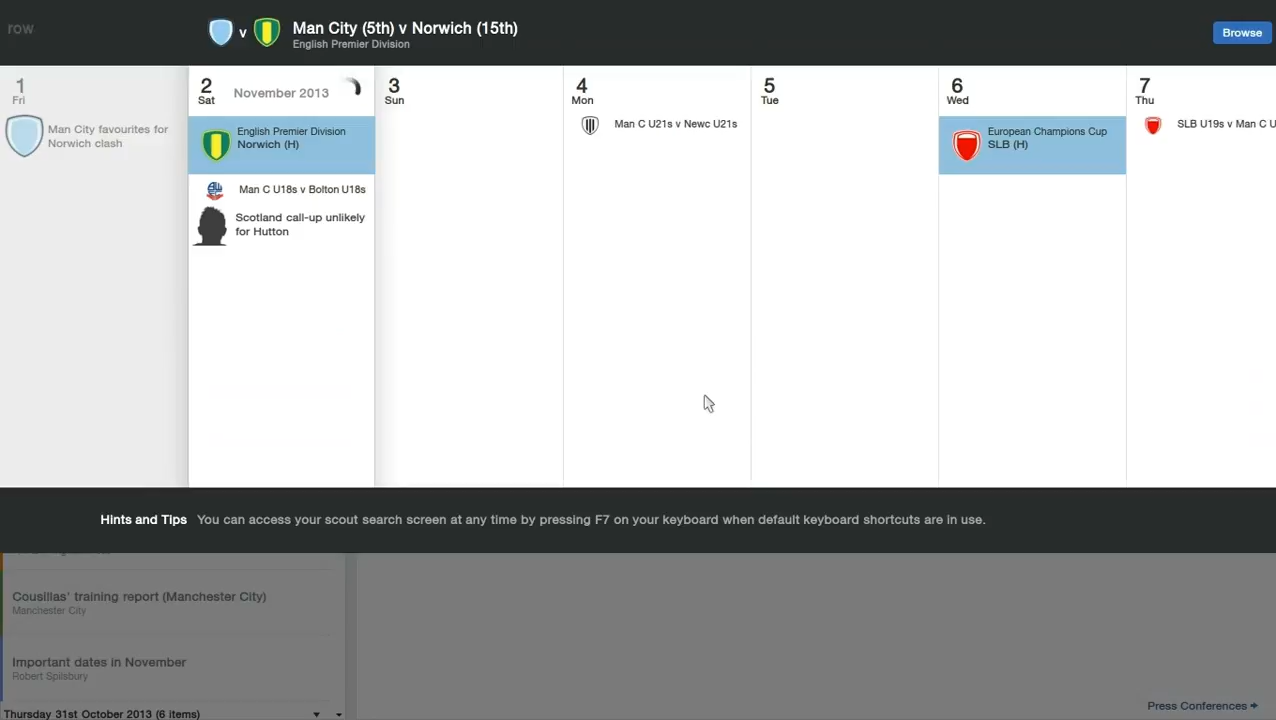 row
v
Man City (5th) v Norwich (15th)
English Premier Division
Browse
1
Fri
Man City favourites for
Norwich clash
2
Sat
November 2013
English Premier Division
Norwich (H)
Man C U18s v Bolton U18s
Scotland call-up unlikely
for Hutton
3
Sun
4
Mon
Man C U21s v Newc U21s
5
Tue
6
Wed
European Champions Cup
SLB (H)
7
Thu
SLB U19s v Man C U
Hints and Tips You can access your scout search screen at any time by pressing F7 on your keyboard when default keyboard shortcuts are in use.
Cousillas' training report (Manchester City)
Manchester City
Important dates in November
Robert Spilsbury
Thursday 31st October 2013 (6 items)
Press Conferences